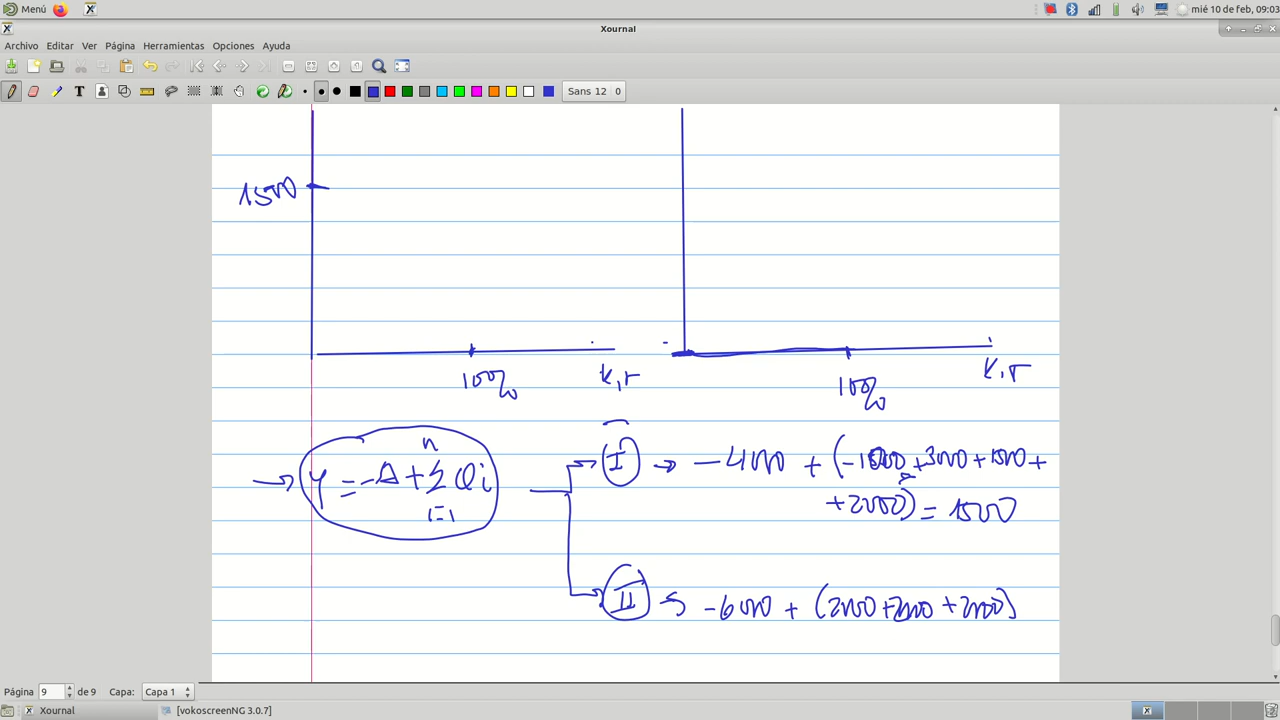 Menú
mié 10 de feb, 09:03
Xournal
Archivo Editar Ver Página Herramientas Opciones Ayuda
Sans 12 0
1500
100% K,r
100% K,r
y = -A + Σ Qi
n
i=1
I → -4000 + (-1000 + 3000 + 1500 +
+2000) = 1500
II -6000 + (2000 + 2000 + 2000)
Página 9 de 9 Capa: Capa 1
Xournal
[vokoscreenNG 3.0.7]